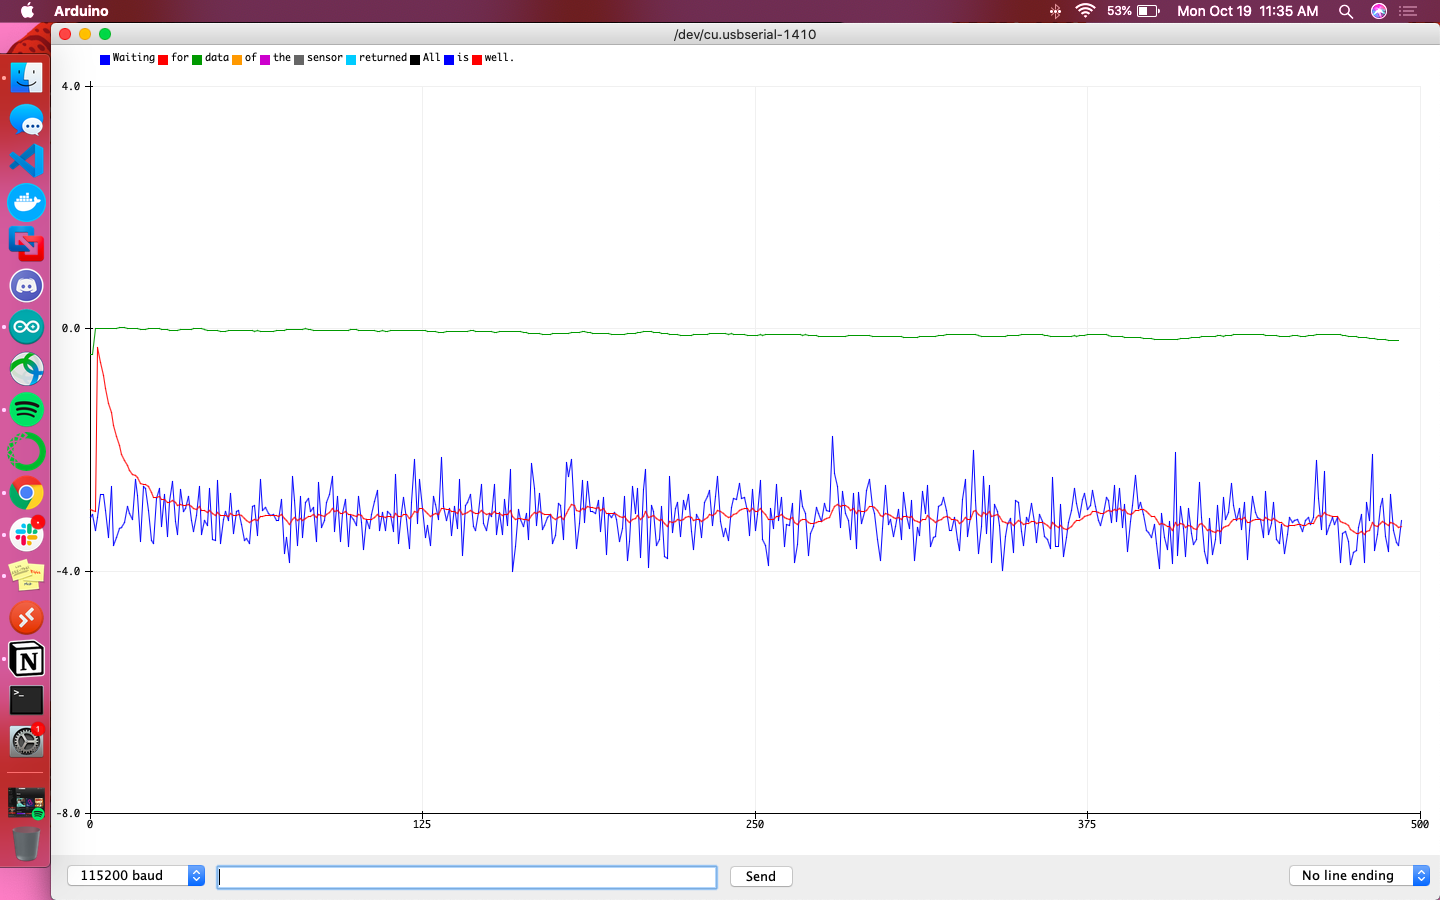 Arduino 53% Mon Oct 19 11:35 AM
/dev/cu.usbserial-1410
Waiting for data of the sensor returned All is well.
4.0
0.0
-4.0
-8.0
0 125 250 375 500
115200 baud Send No line ending
N
>_
1